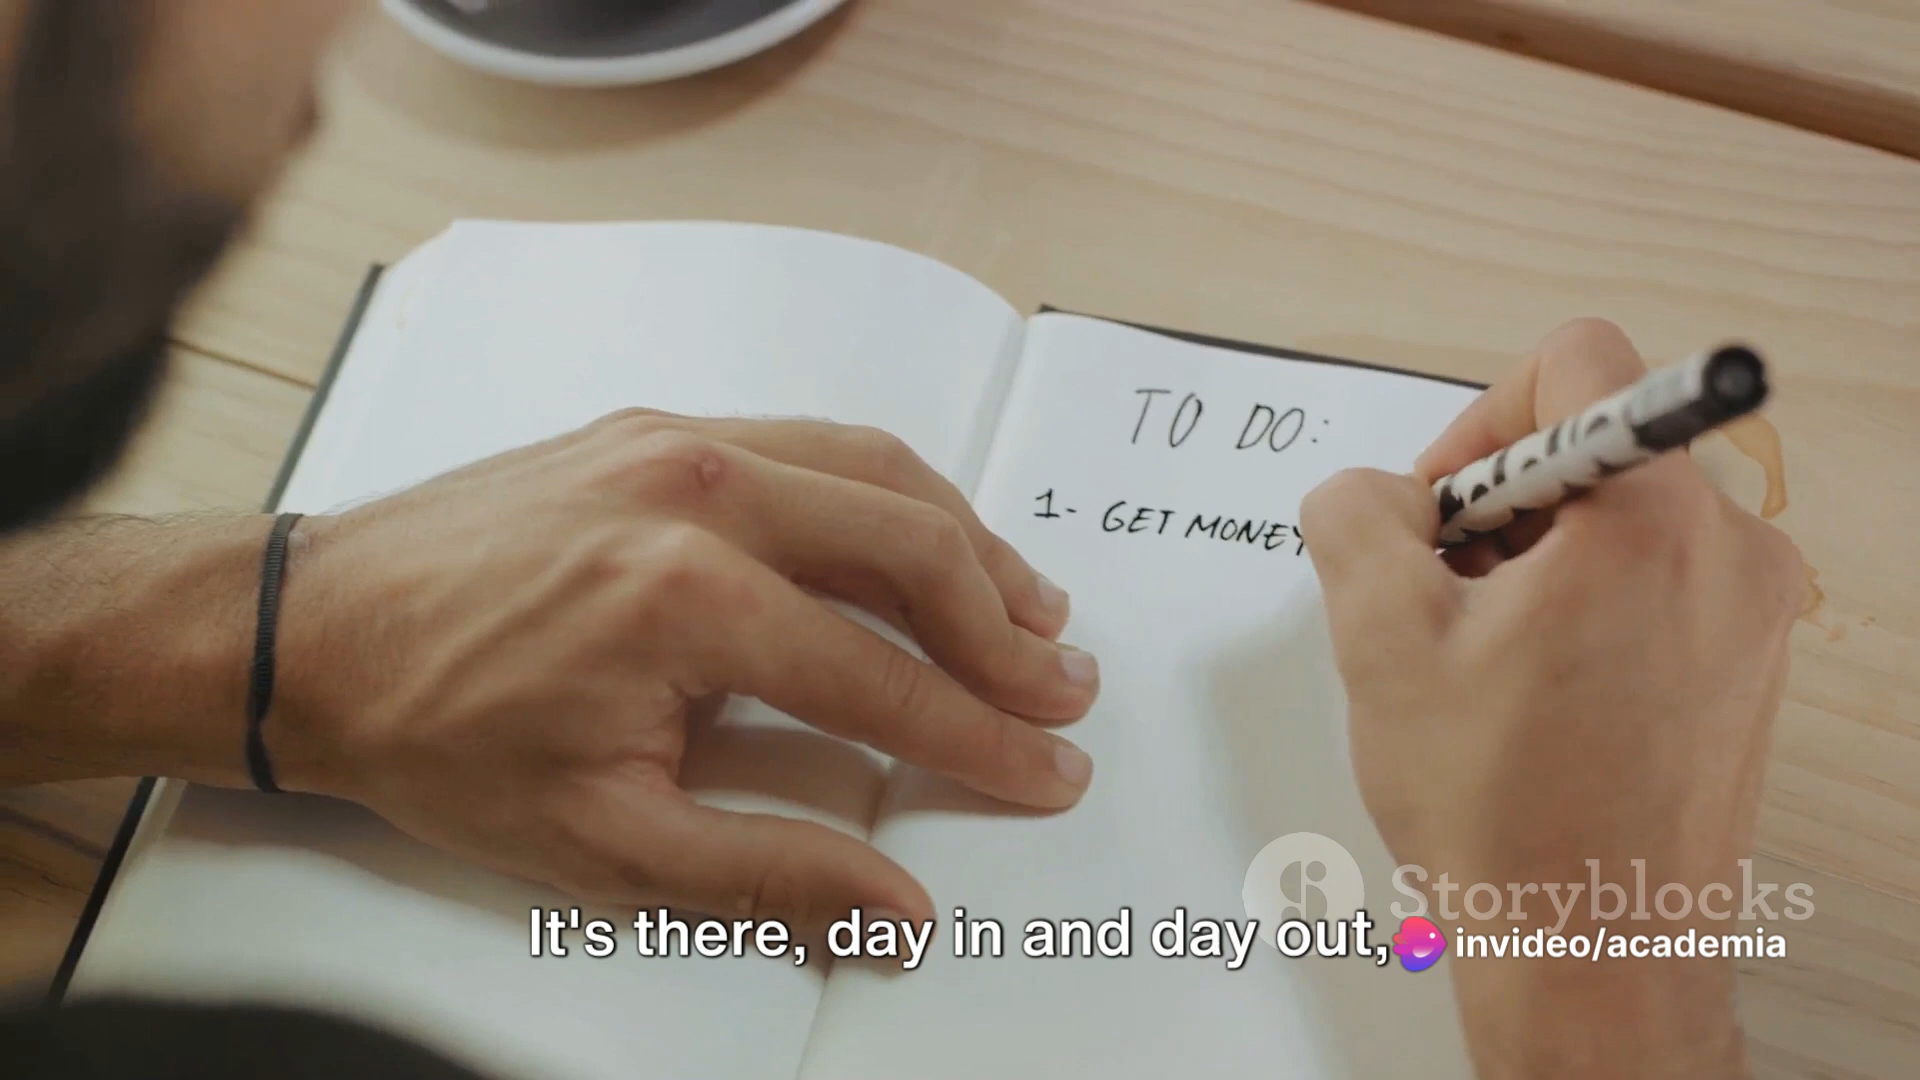 TO DO:
1- GET MONEY
Storyblocks
It's there, day in and day out,
invideo/academia